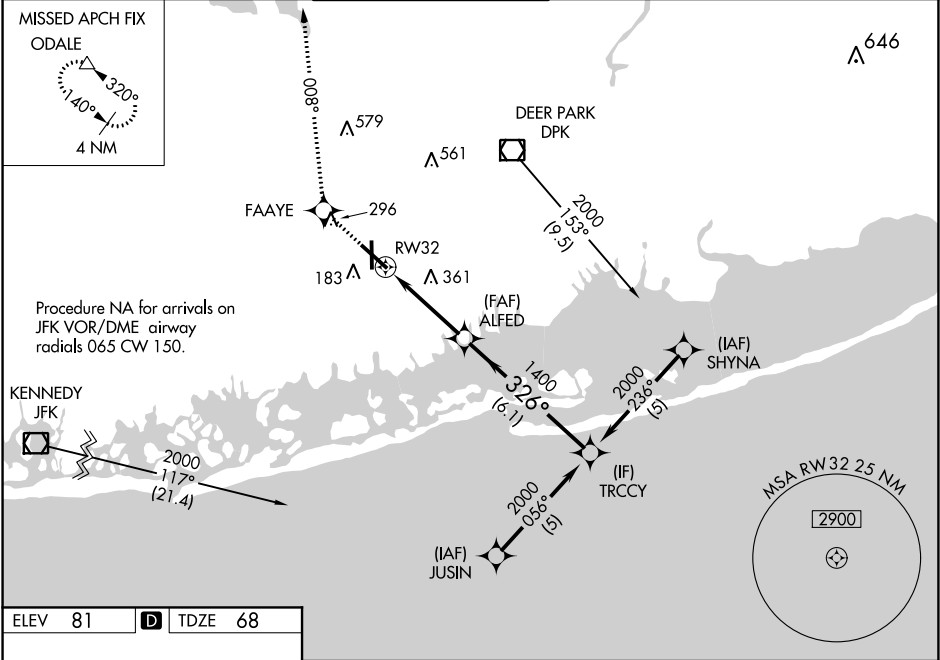 MISSED APCH FIX
ODALE
320°
140°
4 NM
008°
579
561
646
DEER PARK
DPK
2000
153°
(9.5)
FAAYE
296
RW32
183
361
(FAF)
ALFED
Procedure NA for arrivals on
JFK VOR/DME airway
radials 065 CW 150.
(IAF)
SHYNA
2000
236°
(5)
1400
326°
(6.1)
KENNEDY
JFK
2000
117°
(21.4)
(IF)
TRCCY
2000
056°
(5)
(IAF)
JUSIN
MSA RW32 25 NM
2900
ELEV 81 D TDZE 68